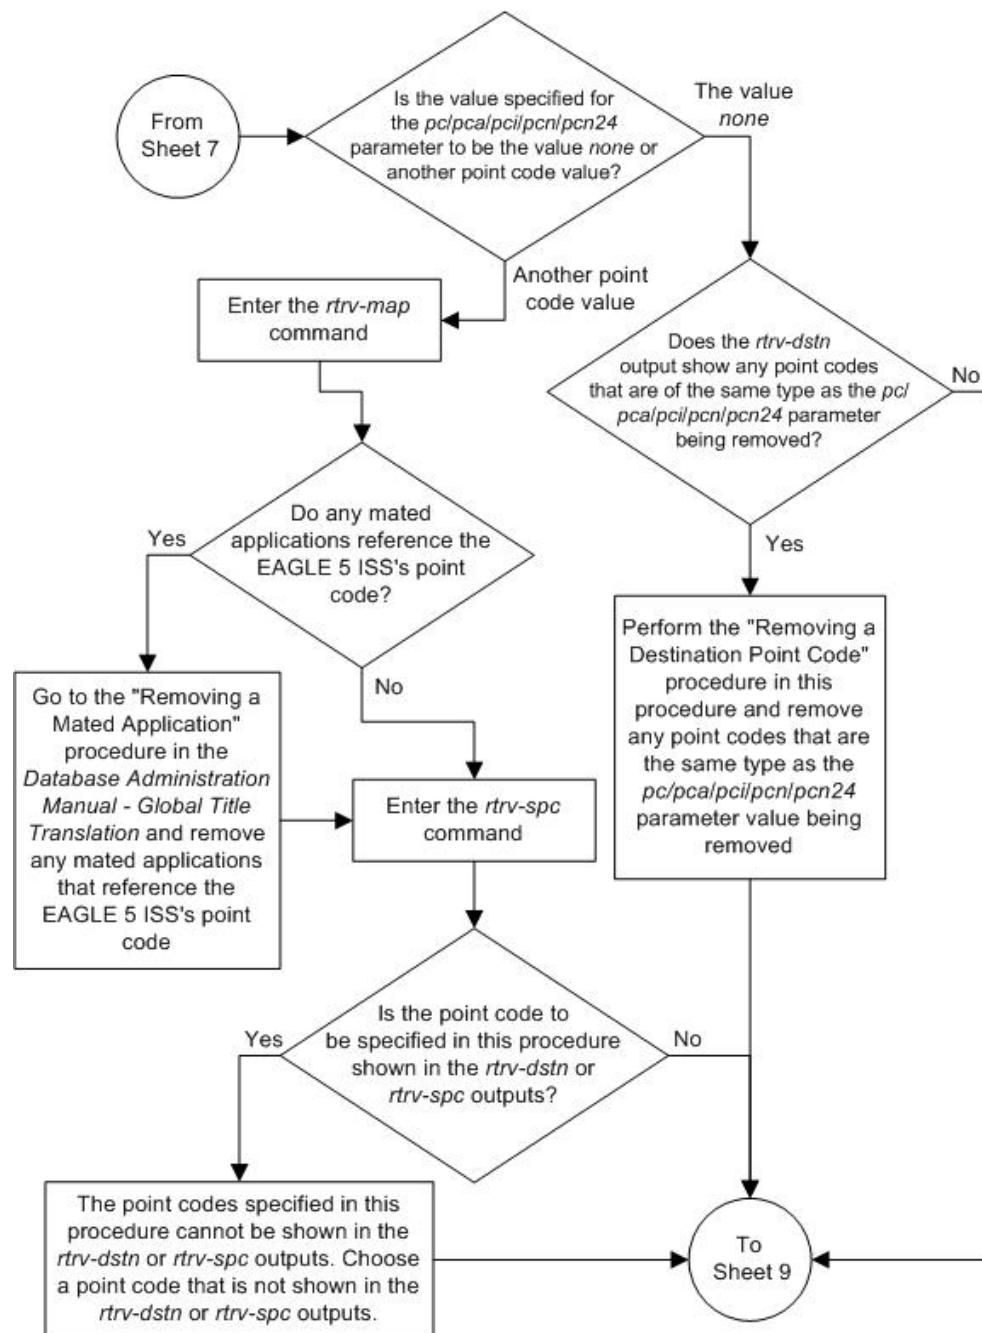 From
Sheet 7
Is the value specified for
the pc/pca/pci/pcn/pcn24
parameter to be the value none or
another point code value?
The value
none
Another point
code value
Enter the rtrv-map
command
Does the rtrv-dstn
output show any point codes
that are of the same type as the pc/
pca/pci/pcn/pcn24 parameter
being removed?
No
Yes
Do any mated
applications reference the
EAGLE 5 ISS's point
code?
Yes
No
Perform the "Removing a
Destination Point Code"
procedure in this
procedure and remove
any point codes that are
the same type as the
pc/pca/pci/pcn/pcn24
parameter value being
removed
Go to the "Removing a
Mated Application"
procedure in the
Database Administration
Manual - Global Title
Translation and remove
any mated applications
that reference the
EAGLE 5 ISS's point
code
Enter the rtrv-spc
command
Is the point code to
be specified in this procedure
shown in the rtrv-dstn or
rtrv-spc outputs?
Yes
No
The point codes specified in this
procedure cannot be shown in the
rtrv-dstn or rtrv-spc outputs. Choose
a point code that is not shown in the
rtrv-dstn or rtrv-spc outputs.
To
Sheet 9